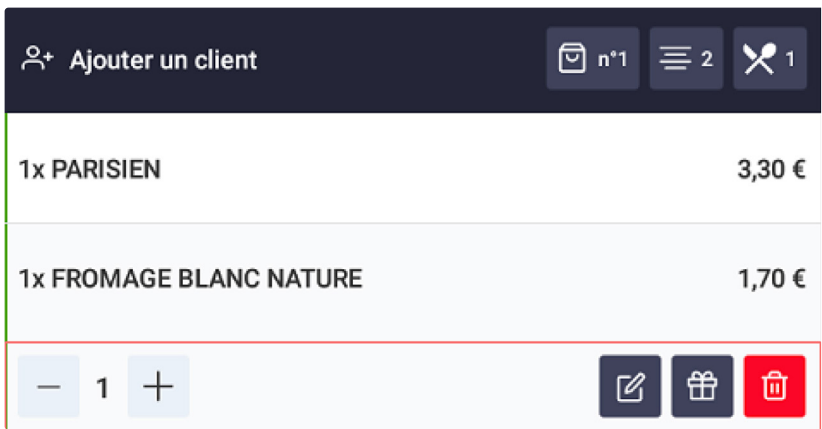 Ajouter un client n°1 2 1
1x PARISIEN 3,30 €
1x FROMAGE BLANC NATURE 1,70 €
− 1 +